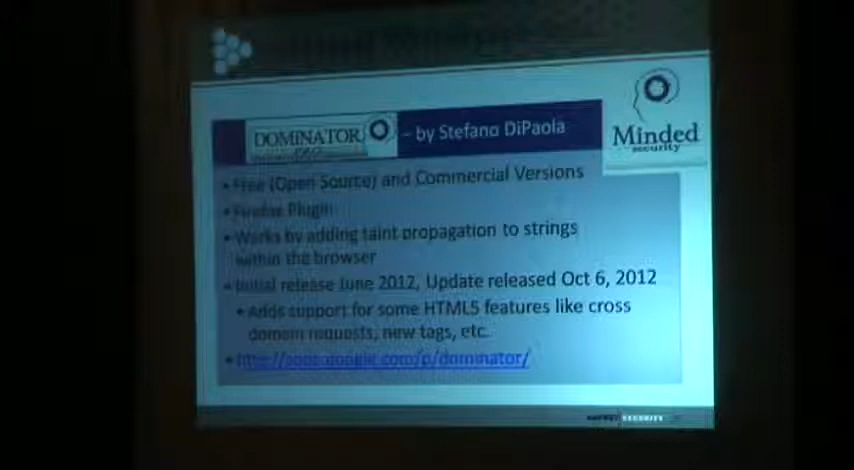 DOMINATOR
– by Stefano DiPaola
Minded
security
• Free (Open Source) and Commercial Versions
• Firefox Plugin
• Works by adding taint propagation to strings
within the browser
• Initial release June 2012, Update released Oct 6, 2012
• Adds support for some HTML5 features like cross
domain requests, new tags, etc.
• http://code.google.com/p/dominator/
SECURITY